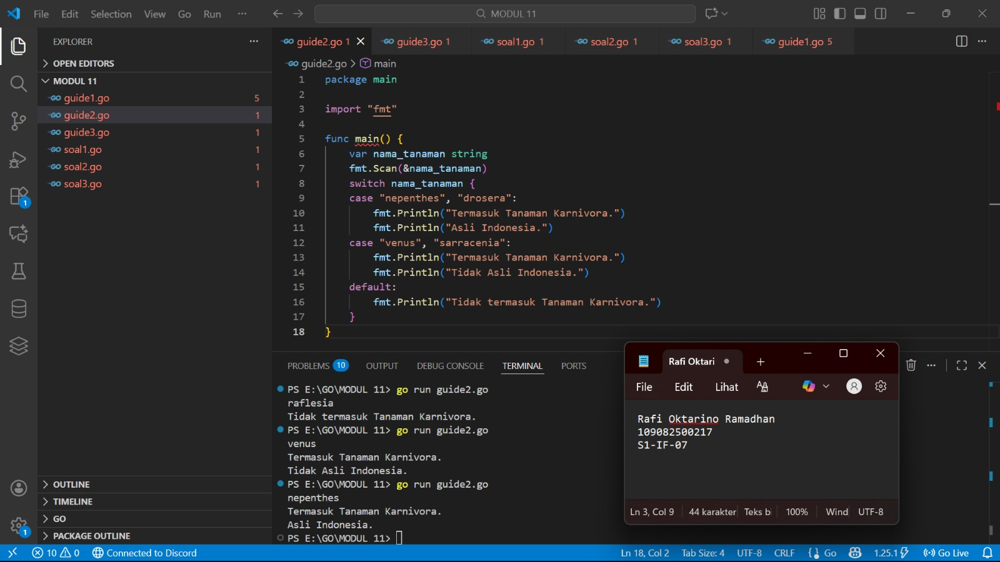 File Edit Selection View Go Run ··· MODUL 11
EXPLORER ···
OPEN EDITORS
MODUL 11
guide1.go 5
guide2.go 1
guide3.go 1
soal1.go 1
soal2.go 1
soal3.go 1
OUTLINE
TIMELINE
GO
PACKAGE OUTLINE
1
1
GO guide2.go 1 GO guide3.go 1 GO soal1.go 1 GO soal2.go 1 GO soal3.go 1 GO guide1.go 5
GO guide2.go > main
1 package main
2
3 import "fmt"
4
5 func main() {
6 var nama_tanaman string
7 fmt.Scan(&nama_tanaman)
8 switch nama_tanaman {
9 case "nepenthes", "drosera":
10 fmt.Println("Termasuk Tanaman Karnivora.")
11 fmt.Println("Asli Indonesia.")
12 case "venus", "sarracenia":
13 fmt.Println("Termasuk Tanaman Karnivora.")
14 fmt.Println("Tidak Asli Indonesia.")
15 default:
16 fmt.Println("Tidak termasuk Tanaman Karnivora.")
17 }
18 }
PROBLEMS 10 OUTPUT DEBUG CONSOLE TERMINAL PORTS
PS E:\GO\MODUL 11> go run guide2.go
raflesia
Tidak termasuk Tanaman Karnivora.
PS E:\GO\MODUL 11> go run guide2.go
venus
Termasuk Tanaman Karnivora.
Tidak Asli Indonesia.
PS E:\GO\MODUL 11> go run guide2.go
nepenthes
Termasuk Tanaman Karnivora.
Asli Indonesia.
PS E:\GO\MODUL 11>
Rafi Oktari
File Edit Lihat
Rafi Oktarino Ramadhan
109082500217
S1-IF-07
Ln 3, Col 9 44 karakter Teks bi 100% Wind UTF-8
10 0 Connected to Discord Ln 18, Col 2 Tab Size: 4 UTF-8 CRLF Go 1.25.1 Go Live